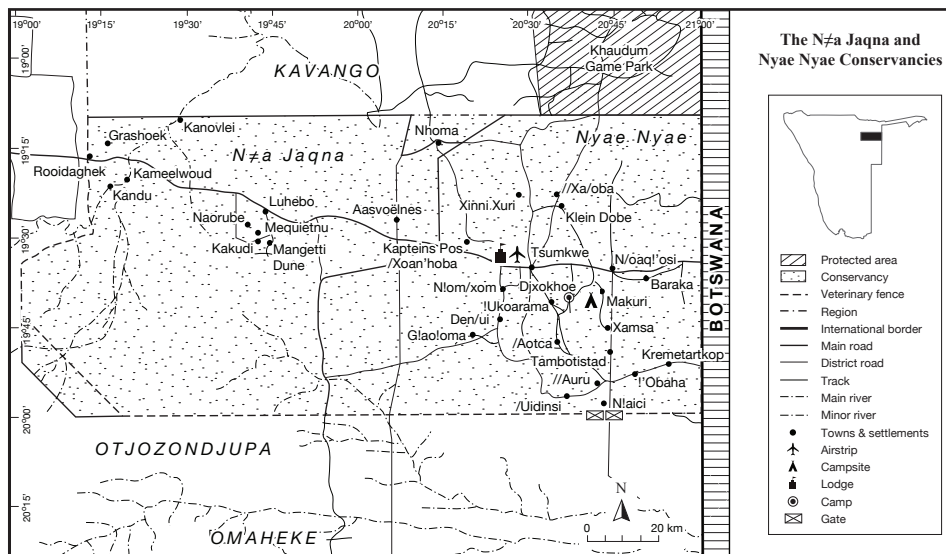 19°00'
19°15'
19°30'
19°45'
20°00'
20°15'
20°30'
20°45'
21°00'
19°00'
19°15'
19°30'
19°45'
20°00'
20°15'
KAVANGO
Khaudum
Game Park
Kanovlei
Grashoek
Nhoma
Nyae Nyae
N≠a Jaqna
Rooidaghek
Kameelwoud
Kandu
//Xa/oba
Xinni Xuri
Luhebo
Aasvoëlnes
Klein Dobe
Naorube
Mequietnu
Kakudi
Mangetti
Dune
Kapteins Pos
/Xoan'hoba
Tsumkwe
N/oaq!'osi
Baraka
N!om/xom
D̲ixokhoe
!Ukoarama
Makuri
Den/ui
G!ao!oma
Xamsa
/Aotca
Tambotistad
Kremetartkop
//Auru
!'Obaha
/Uidinsi
N!aici
OTJOZONDJUPA
OMAHEKE
BOTSWANA
N
0 20 km
The N≠a Jaqna and
Nyae Nyae Conservancies
Protected area
Conservancy
Veterinary fence
Region
International border
Main road
District road
Track
Main river
Minor river
Towns & settlements
Airstrip
Campsite
Lodge
Camp
Gate